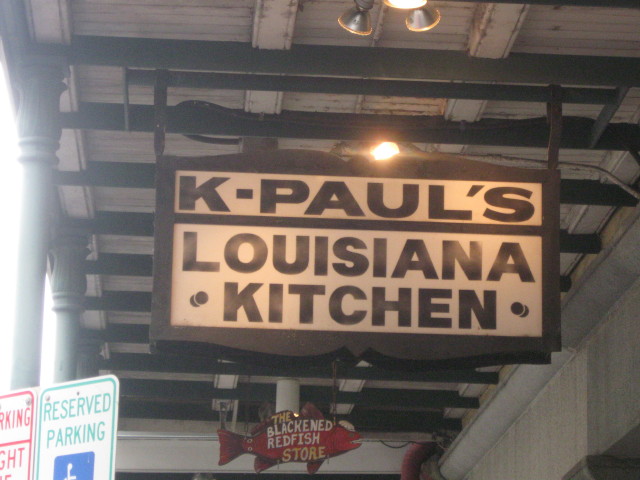 K-PAUL'S
LOUISIANA
KITCHEN
THE
BLACKENED
REDFISH
STORE
RESERVED
PARKING